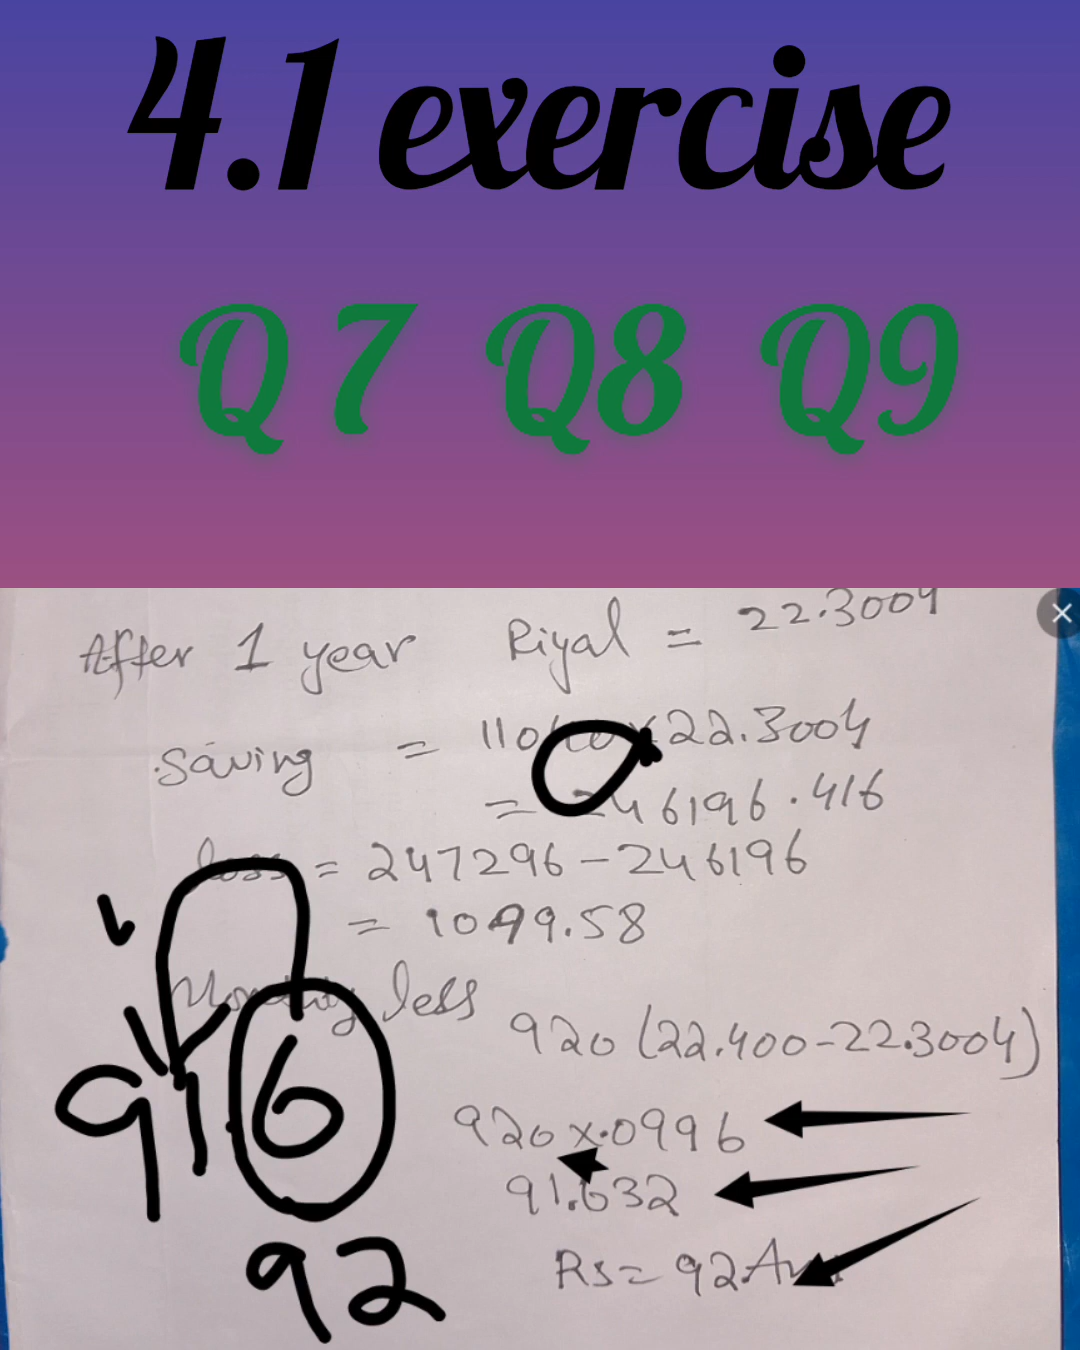 4.1 exercise
Q 7 Q8 Q9
After 1 year Riyal = 22.3004
saving = 11040 x 22.3004
= 246196.416
loss = 247296 - 246196
= 1099.58
Monthly less
920 (22.400-22.3004)
920 x .0996
91.632
91.6
Rs = 92 Ans
92